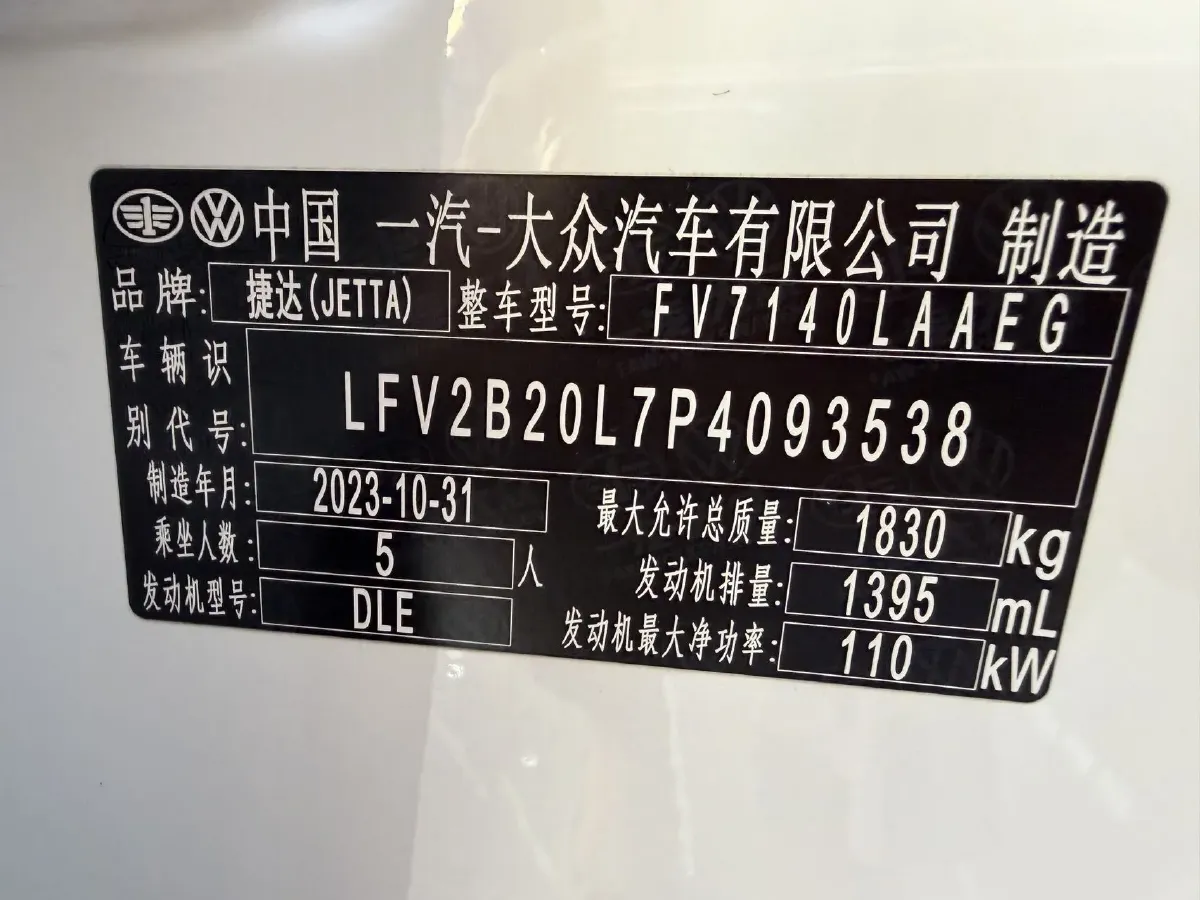 中国 一汽-大众汽车有限公司 制造
品牌: 捷达(JETTA) 整车型号: FV7140LAAEG
车辆识别代号: LFV2B20L7P4093538
制造年月: 2023-10-31 最大允许总质量: 1830 kg
乘坐人数: 5 人 发动机排量: 1395 mL
发动机型号: DLE 发动机最大净功率: 110 kW